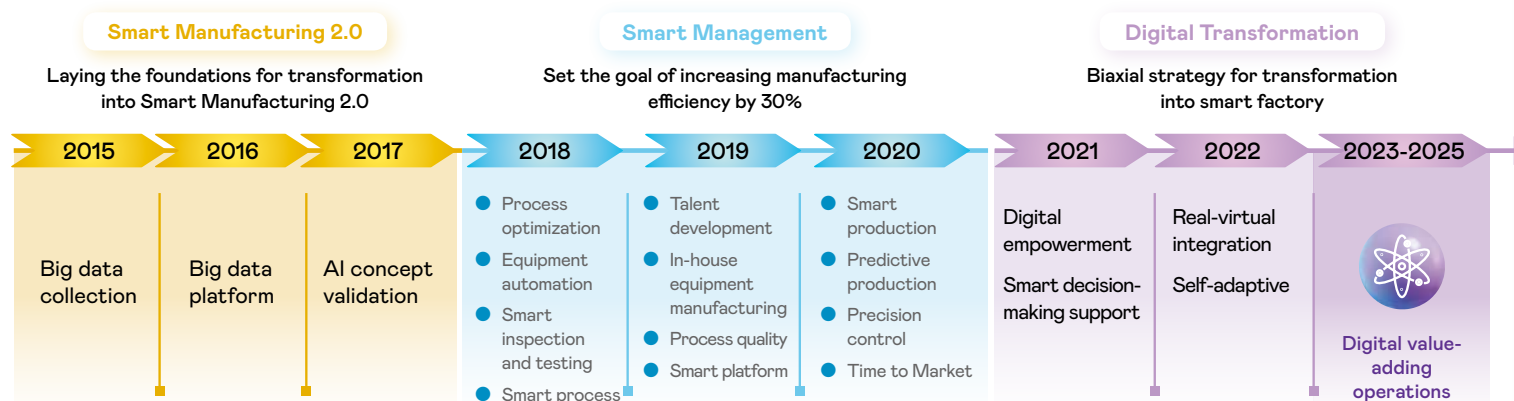 Smart Manufacturing 2.0
Laying the foundations for transformation
into Smart Manufacturing 2.0
Smart Management
Set the goal of increasing manufacturing
efficiency by 30%
Digital Transformation
Biaxial strategy for transformation
into smart factory
2015
2016
2017
2018
2019
2020
2021
2022
2023-2025
Big data
collection
Big data
platform
AI concept
validation
Process
optimization
Equipment
automation
Smart
inspection
and testing
Smart process
Talent
development
In-house
equipment
manufacturing
Process quality
Smart platform
Smart
production
Predictive
production
Precision
control
Time to Market
Digital
empowerment
Smart decision-
making support
Real-virtual
integration
Self-adaptive
Digital value-
adding
operations